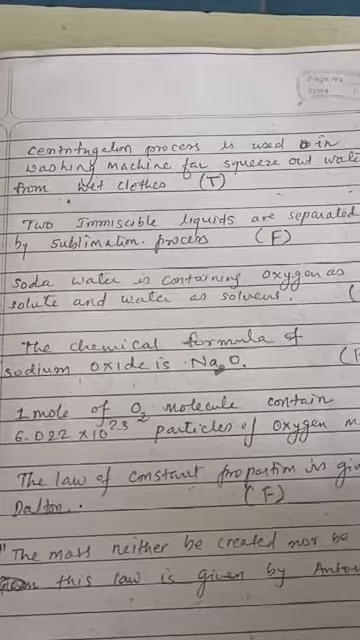 Centrifugation process is used in
washing machine for squeeze out wate
from wet clothes (T)
Two Immiscible liquids are separated
by sublimation process (F)
Soda water is containing oxygen as
solute and water as solvent. (
The chemical formula of
sodium oxide is Na2O. (F
1 mole of O2 molecule contain
6.022 x 10^23 particles of oxygen m
The law of constant proportion is giv
Dalton. (F)
"The mass neither be created nor be
this law is given by Anto